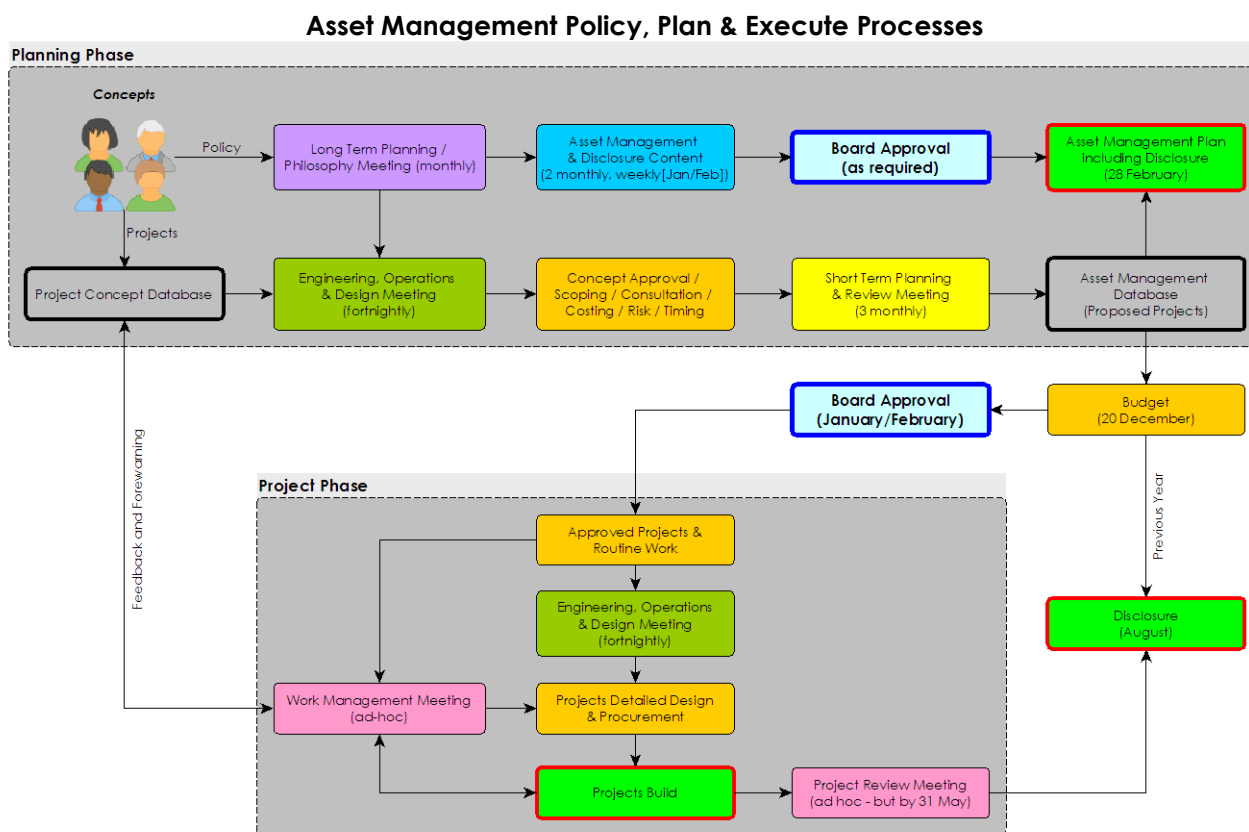 Asset Management Policy, Plan & Execute Processes
Planning Phase
Concepts
Policy
Long Term Planning /
Philosophy Meeting (monthly)
Asset Management
& Disclosure Content
(2 monthly, weekly[Jan/Feb])
Board Approval
(as required)
Asset Management Plan
including Disclosure
(28 February)
Projects
Project Concept Database
Engineering, Operations
& Design Meeting
(fortnightly)
Concept Approval /
Scoping / Consultation /
Costing / Risk / Timing
Short Term Planning
& Review Meeting
(3 monthly)
Asset Management
Database
(Proposed Projects)
Board Approval
(January/February)
Budget
(20 December)
Feedback and Forewarning
Previous Year
Project Phase
Approved Projects &
Routine Work
Engineering, Operations
& Design Meeting
(fortnightly)
Disclosure
(August)
Work Management Meeting
(ad-hoc)
Projects Detailed Design
& Procurement
Projects Build
Project Review Meeting
(ad hoc - but by 31 May)